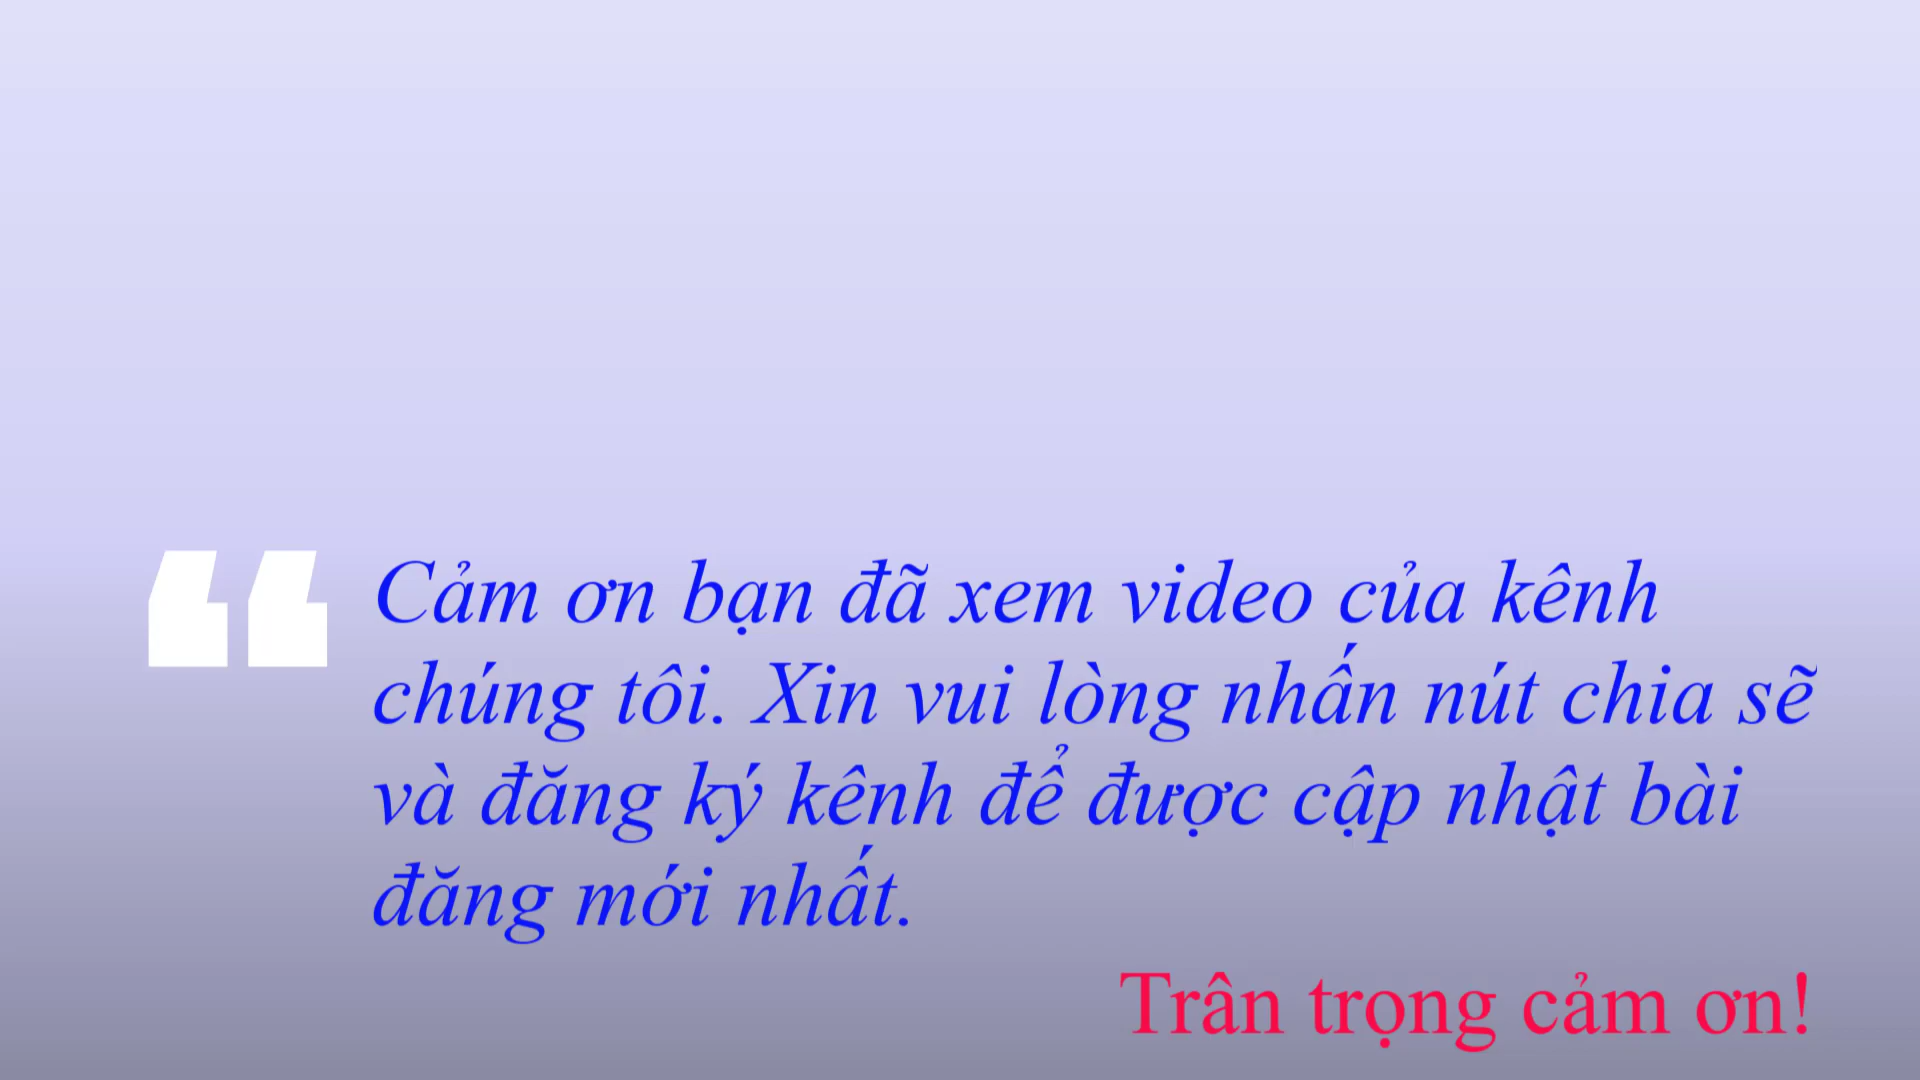 “ Cảm ơn bạn đã xem video của kênh
chúng tôi. Xin vui lòng nhấn nút chia sẽ
và đăng ký kênh để được cập nhật bài
đăng mới nhất.
Trân trọng cảm ơn!